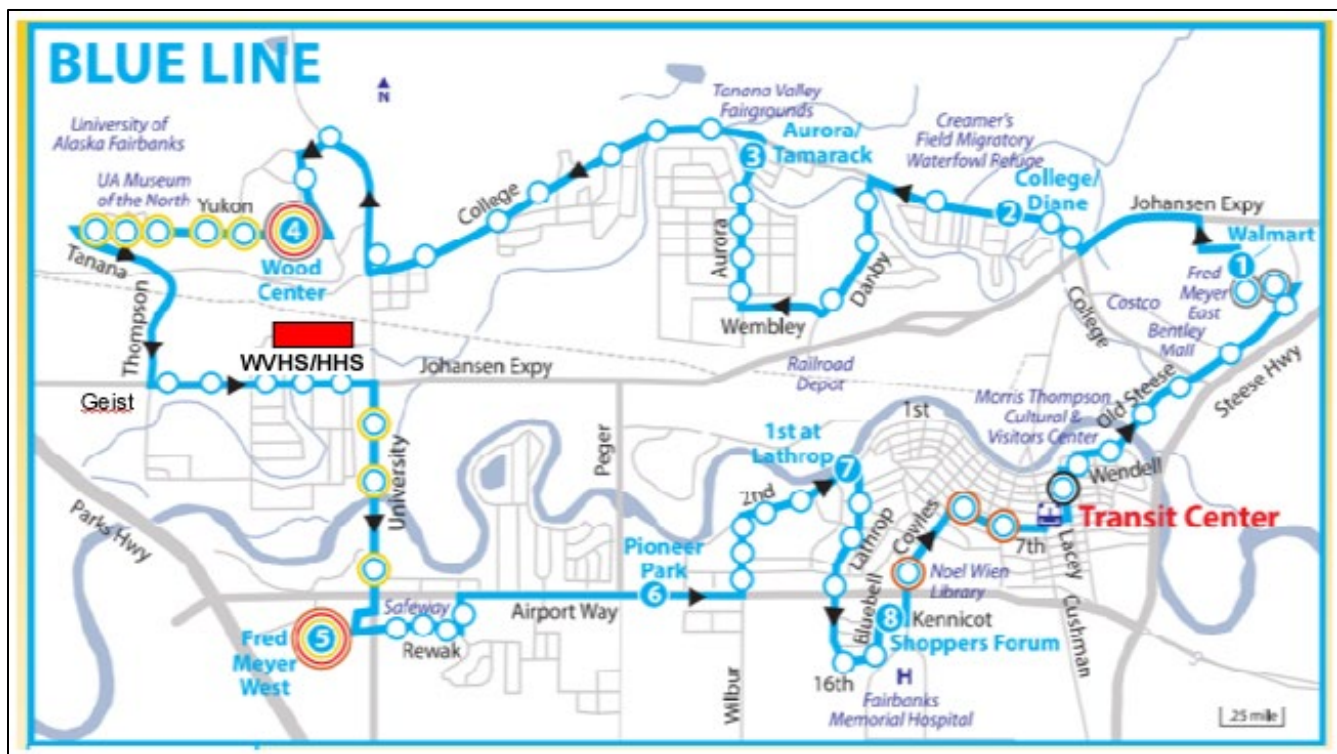 BLUE LINE
N
University of
Alaska Fairbanks
UA Museum
of the North
Yukon
4
Wood
Center
Tanana
Thompson
WVHS/HHS
Geist
Johansen Expy
College
Tanana Valley
Fairgrounds
Aurora/
Tamarack
3
Creamer's
Field Migratory
Waterfowl Refuge
College/
Diane
2
Johansen Expy
Walmart
1
Fred
Meyer
East
Costco
Bentley
Mall
College
Aurora
Danby
Wembley
Railroad
Depot
Old Steese
Steese Hwy
Morris Thompson
Cultural &
Visitors Center
1st
Wendell
Transit Center
Lacey
Cushman
7th
Cowles
Noel Wien
Library
1st at
Lathrop
7
2nd
Lathrop
Bluebell
8
Kennicot
Shoppers Forum
16th
H
Fairbanks
Memorial Hospital
Peger
University
Parks Hwy
Pioneer
Park
6
Airport Way
Wilbur
Safeway
Rewak
Fred
Meyer
West
5
.25 mile